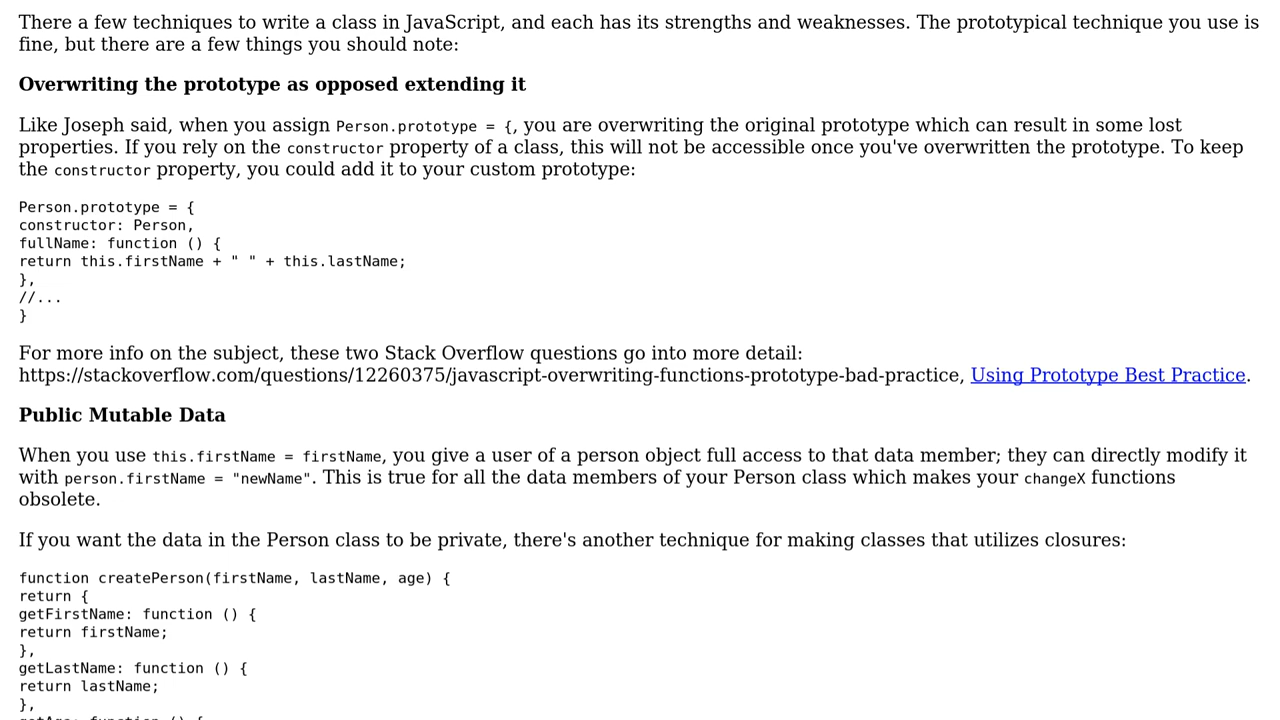 There a few techniques to write a class in JavaScript, and each has its strengths and weaknesses. The prototypical technique you use is
fine, but there are a few things you should note:
Overwriting the prototype as opposed extending it
Like Joseph said, when you assign Person.prototype = {, you are overwriting the original prototype which can result in some lost
properties. If you rely on the constructor property of a class, this will not be accessible once you've overwritten the prototype. To keep
the constructor property, you could add it to your custom prototype:
Person.prototype = {
constructor: Person,
fullName: function () {
return this.firstName + " " + this.lastName;
},
//...
}
For more info on the subject, these two Stack Overflow questions go into more detail:
https://stackoverflow.com/questions/12260375/javascript-overwriting-functions-prototype-bad-practice, Using Prototype Best Practice.
Public Mutable Data
When you use this.firstName = firstName, you give a user of a person object full access to that data member; they can directly modify it
with person.firstName = "newName". This is true for all the data members of your Person class which makes your changeX functions
obsolete.
If you want the data in the Person class to be private, there's another technique for making classes that utilizes closures:
function createPerson(firstName, lastName, age) {
return {
getFirstName: function () {
return firstName;
},
getLastName: function () {
return lastName;
},
getAge: function () {